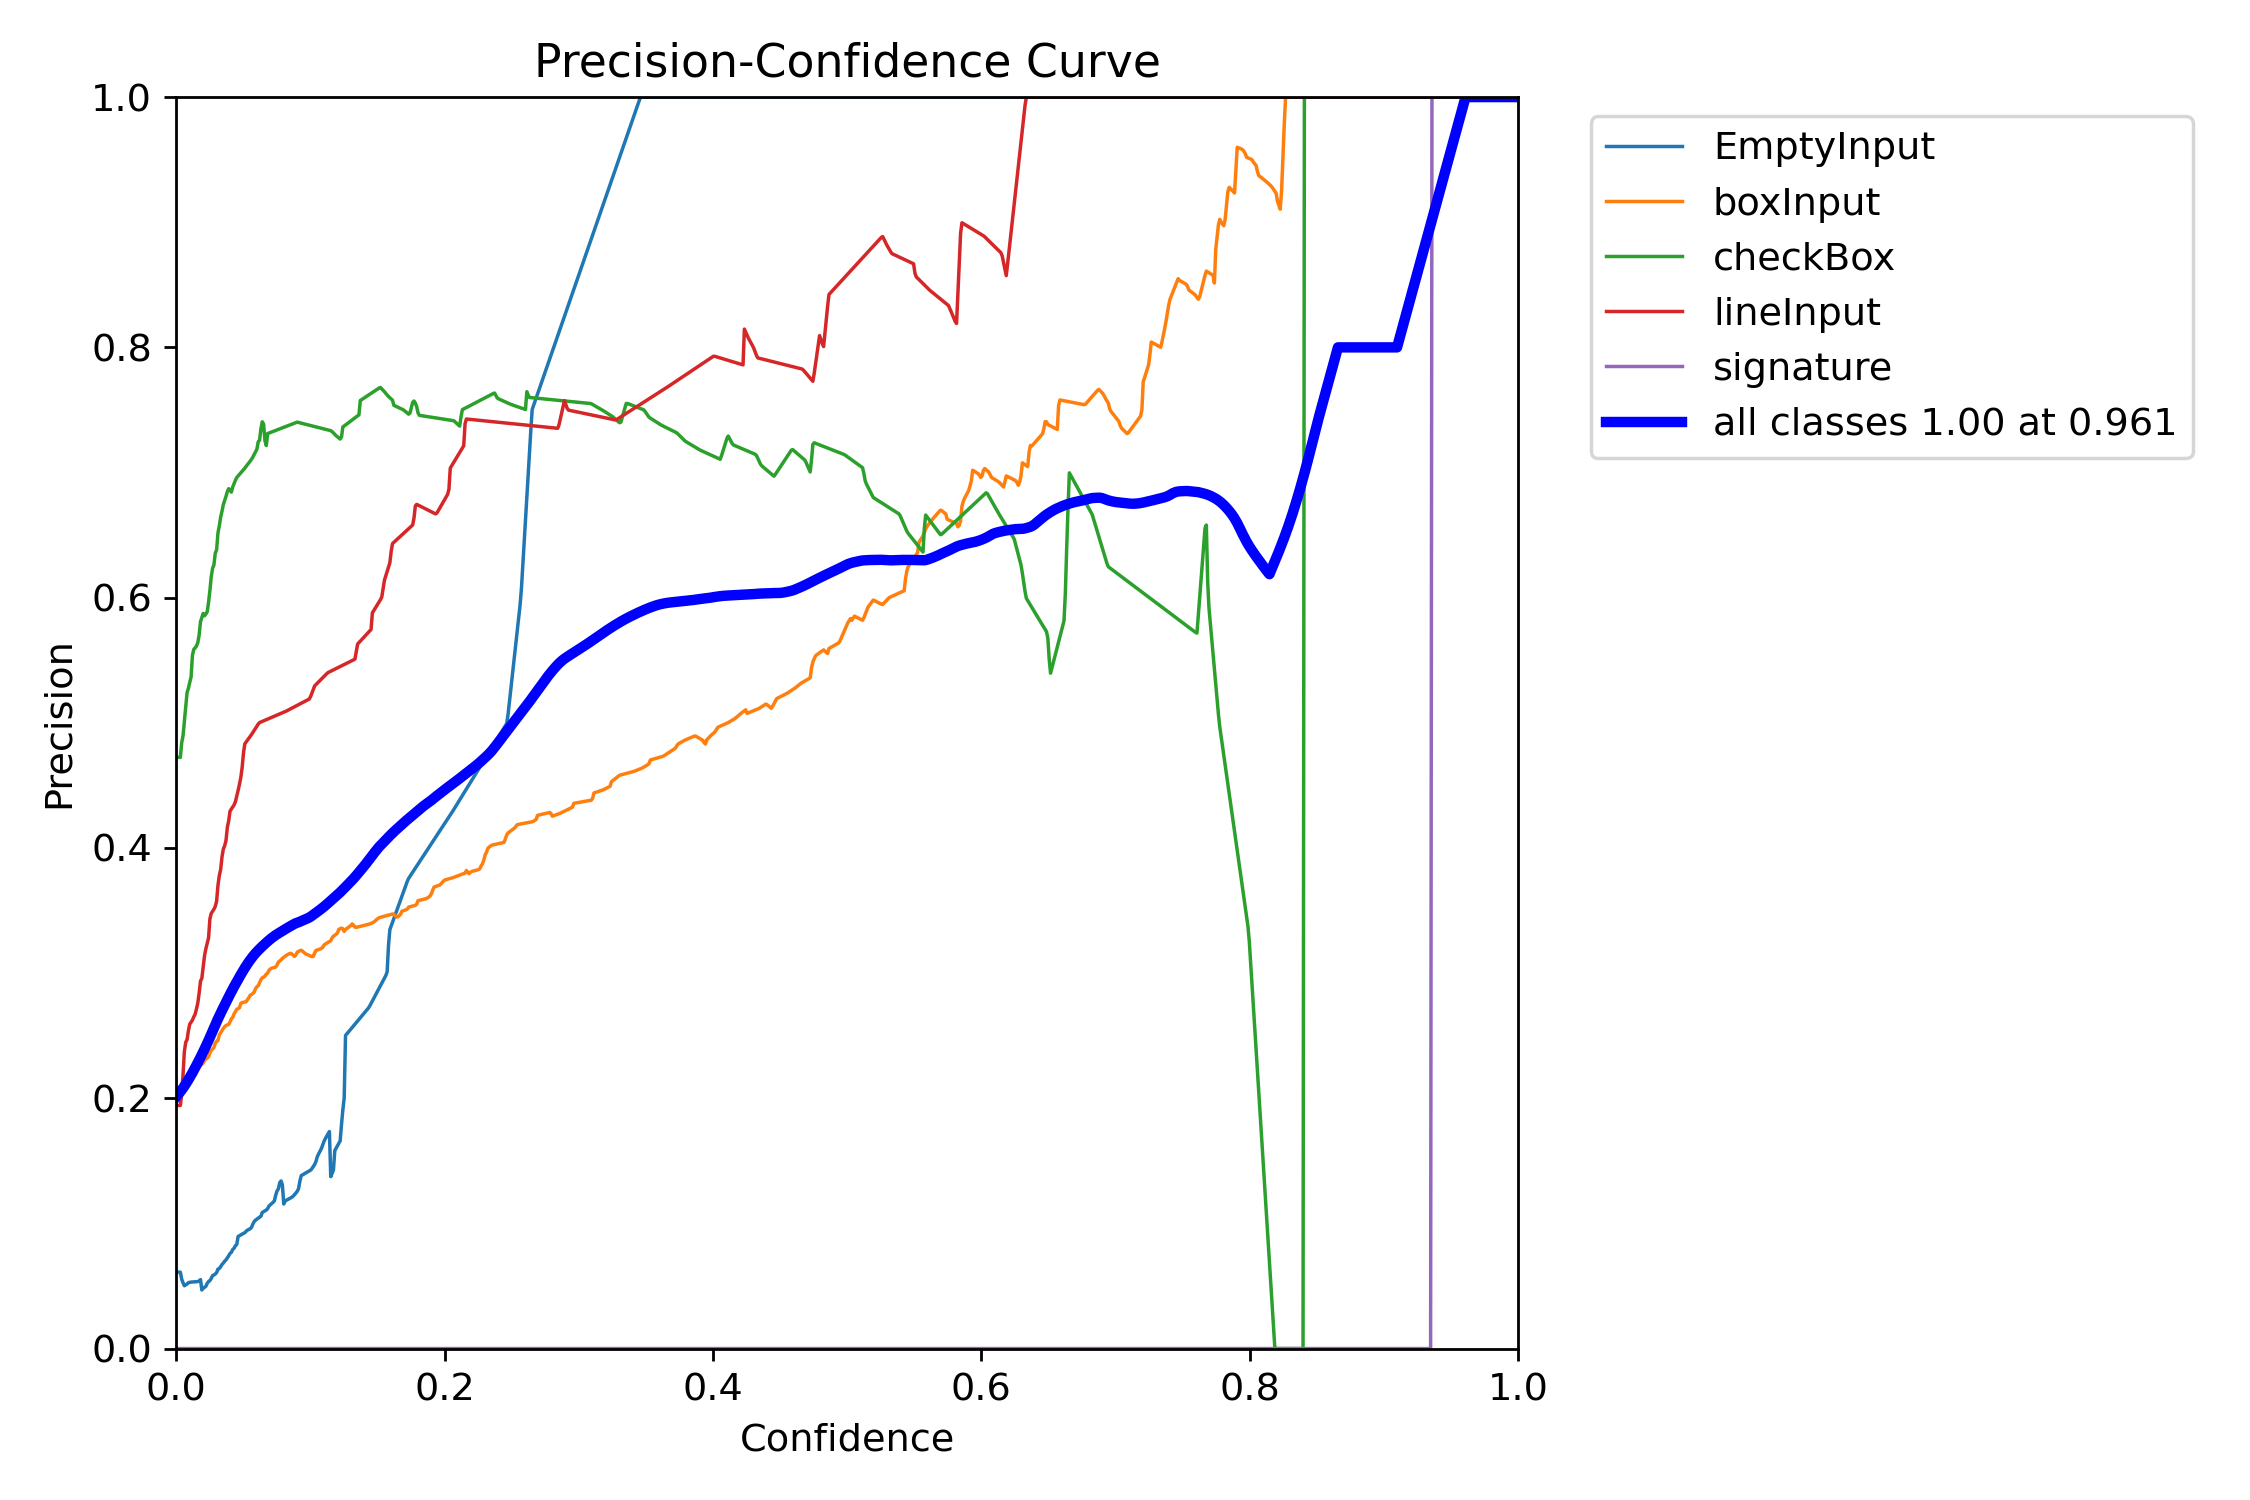 Precision-Confidence Curve
1.0
0.8
0.6
0.4
0.2
0.0
Precision
0.0 0.2 0.4 0.6 0.8 1.0
Confidence
EmptyInput
boxInput
checkBox
lineInput
signature
all classes 1.00 at 0.961